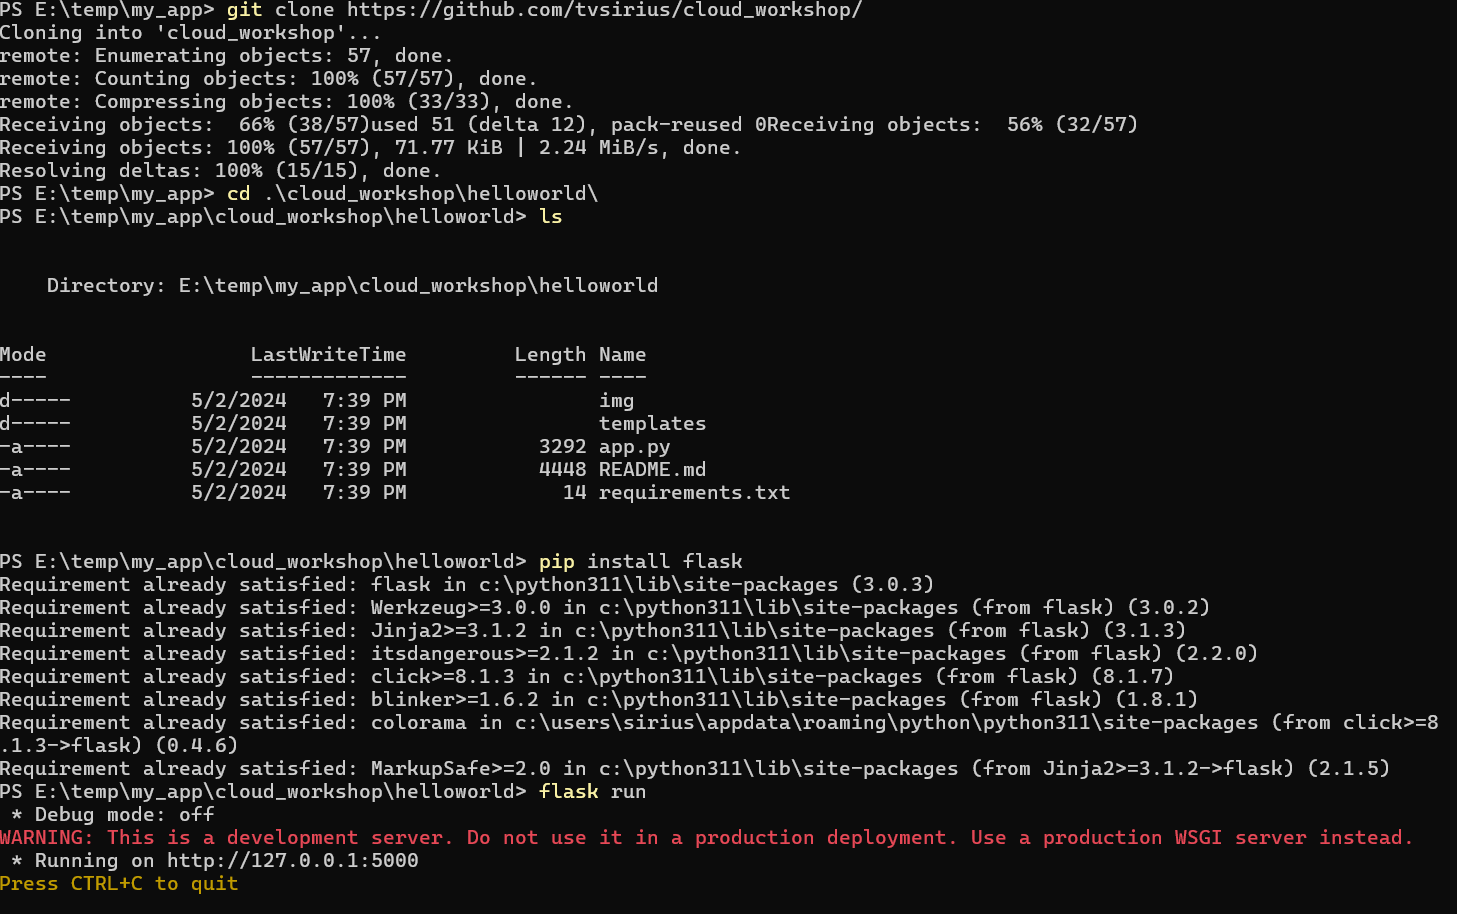 PS E:\temp\my_app> git clone https://github.com/tvsirius/cloud_workshop/
Cloning into 'cloud_workshop'...
remote: Enumerating objects: 57, done.
remote: Counting objects: 100% (57/57), done.
remote: Compressing objects: 100% (33/33), done.
Receiving objects:  66% (38/57)used 51 (delta 12), pack-reused 0Receiving objects:  56% (32/57)
Receiving objects: 100% (57/57), 71.77 KiB | 2.24 MiB/s, done.
Resolving deltas: 100% (15/15), done.
PS E:\temp\my_app> cd .\cloud_workshop\helloworld\
PS E:\temp\my_app\cloud_workshop\helloworld> ls
    Directory: E:\temp\my_app\cloud_workshop\helloworld
Mode                 LastWriteTime         Length Name
----                 -------------         ------ ----
d-----          5/2/2024   7:39 PM                img
d-----          5/2/2024   7:39 PM                templates
-a----          5/2/2024   7:39 PM           3292 app.py
-a----          5/2/2024   7:39 PM           4448 README.md
-a----          5/2/2024   7:39 PM             14 requirements.txt
PS E:\temp\my_app\cloud_workshop\helloworld> pip install flask
Requirement already satisfied: flask in c:\python311\lib\site-packages (3.0.3)
Requirement already satisfied: Werkzeug>=3.0.0 in c:\python311\lib\site-packages (from flask) (3.0.2)
Requirement already satisfied: Jinja2>=3.1.2 in c:\python311\lib\site-packages (from flask) (3.1.3)
Requirement already satisfied: itsdangerous>=2.1.2 in c:\python311\lib\site-packages (from flask) (2.2.0)
Requirement already satisfied: click>=8.1.3 in c:\python311\lib\site-packages (from flask) (8.1.7)
Requirement already satisfied: blinker>=1.6.2 in c:\python311\lib\site-packages (from flask) (1.8.1)
Requirement already satisfied: colorama in c:\users\sirius\appdata\roaming\python\python311\site-packages (from click>=8
.1.3->flask) (0.4.6)
Requirement already satisfied: MarkupSafe>=2.0 in c:\python311\lib\site-packages (from Jinja2>=3.1.2->flask) (2.1.5)
PS E:\temp\my_app\cloud_workshop\helloworld> flask run
 * Debug mode: off
WARNING: This is a development server. Do not use it in a production deployment. Use a production WSGI server instead.
 * Running on http://127.0.0.1:5000
Press CTRL+C to quit